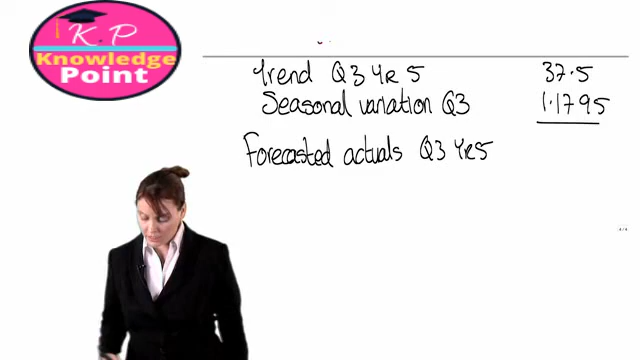 K.P
Knowledge
Point
Trend Q3 YR 5 37.5
Seasonal variation Q3 1.1795
Forecasted actuals Q3 YR5